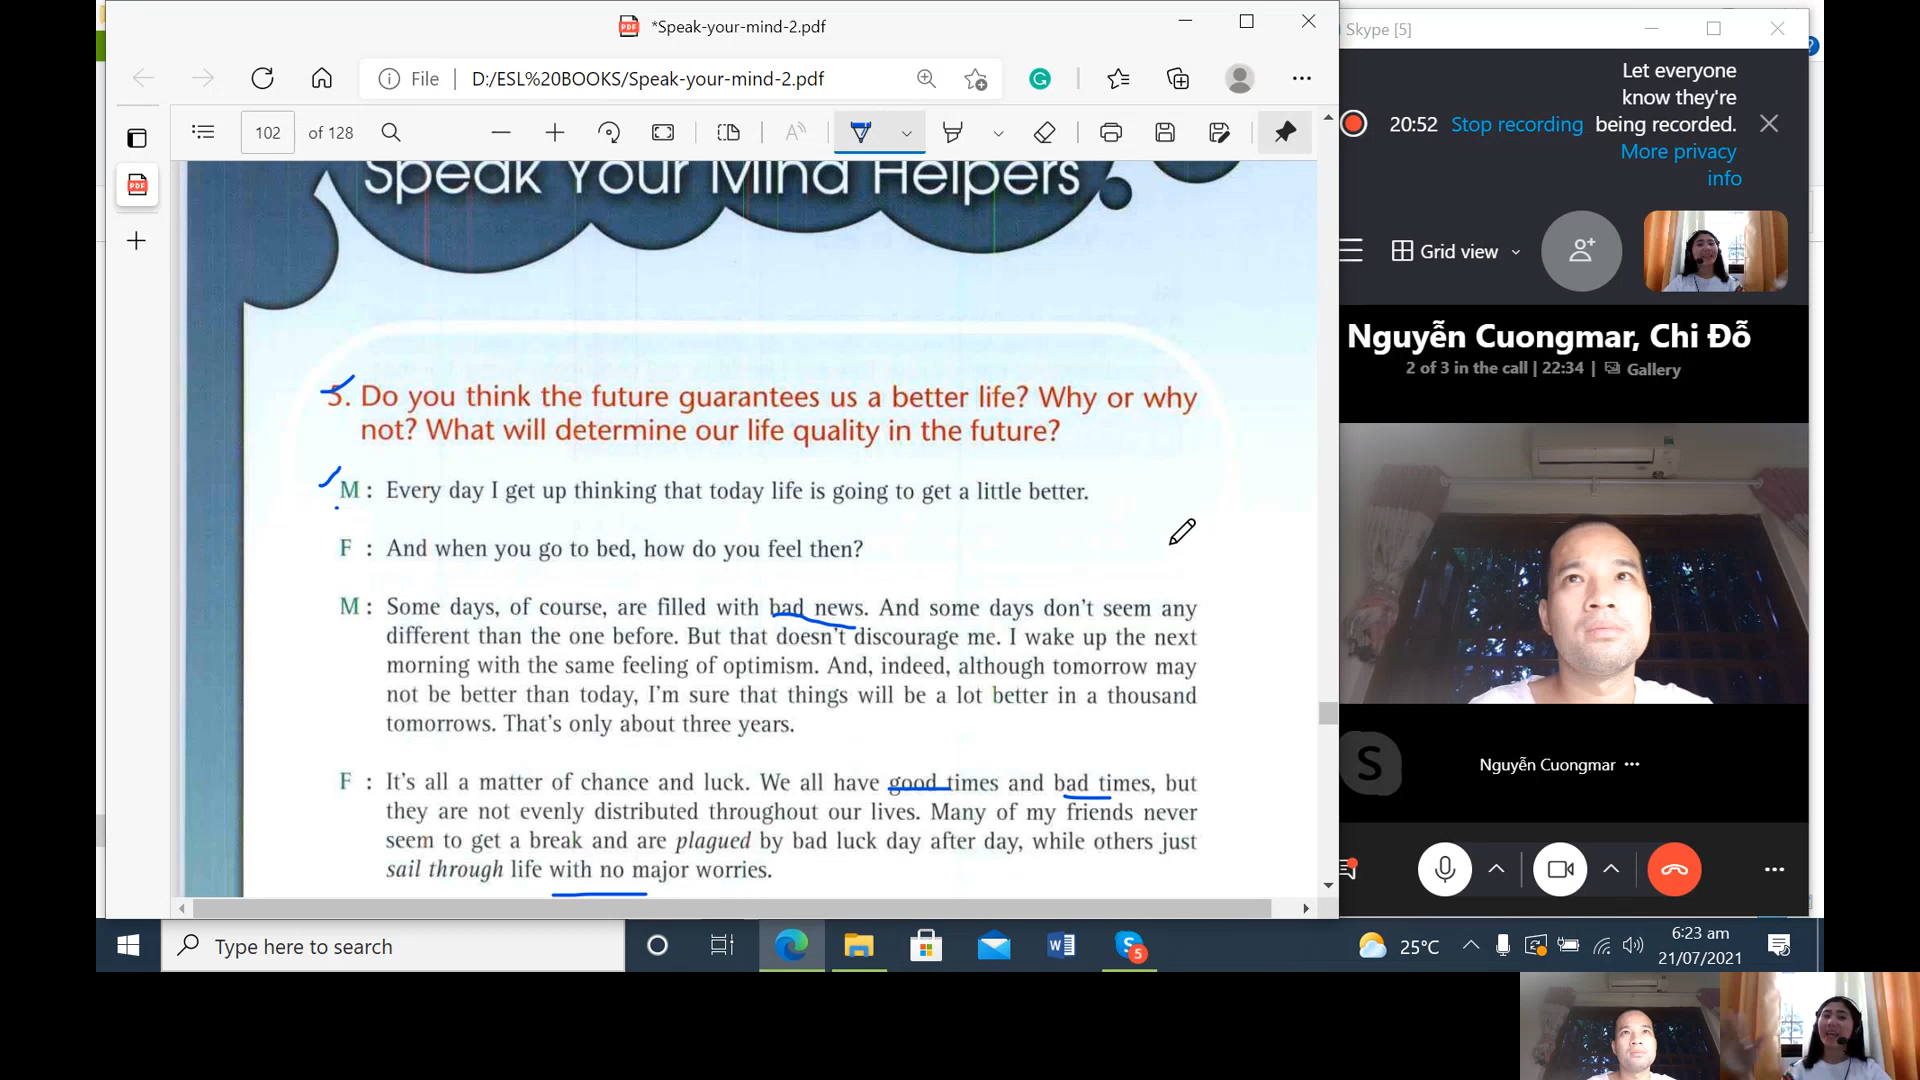 *Speak-your-mind-2.pdf
Skype [5]
File
D:/ESL%20BOOKS/Speak-your-mind-2.pdf
102
of 128
20:52
Stop recording
Let everyone
know they're
being recorded.
More privacy
info
Grid view
Nguyễn Cuongmar, Chi Đỗ
2 of 3 in the call | 22:34 | Gallery
Speak Your Mind Helpers
5. Do you think the future guarantees us a better life? Why or why
not? What will determine our life quality in the future?
M : Every day I get up thinking that today life is going to get a little better.
F : And when you go to bed, how do you feel then?
M : Some days, of course, are filled with bad news. And some days don't seem any
different than the one before. But that doesn't discourage me. I wake up the next
morning with the same feeling of optimism. And, indeed, although tomorrow may
not be better than today, I'm sure that things will be a lot better in a thousand
tomorrows. That's only about three years.
F : It's all a matter of chance and luck. We all have good times and bad times, but
they are not evenly distributed throughout our lives. Many of my friends never
seem to get a break and are plagued by bad luck day after day, while others just
sail through life with no major worries.
S
Nguyễn Cuongmar
Type here to search
25°C
6:23 am
21/07/2021